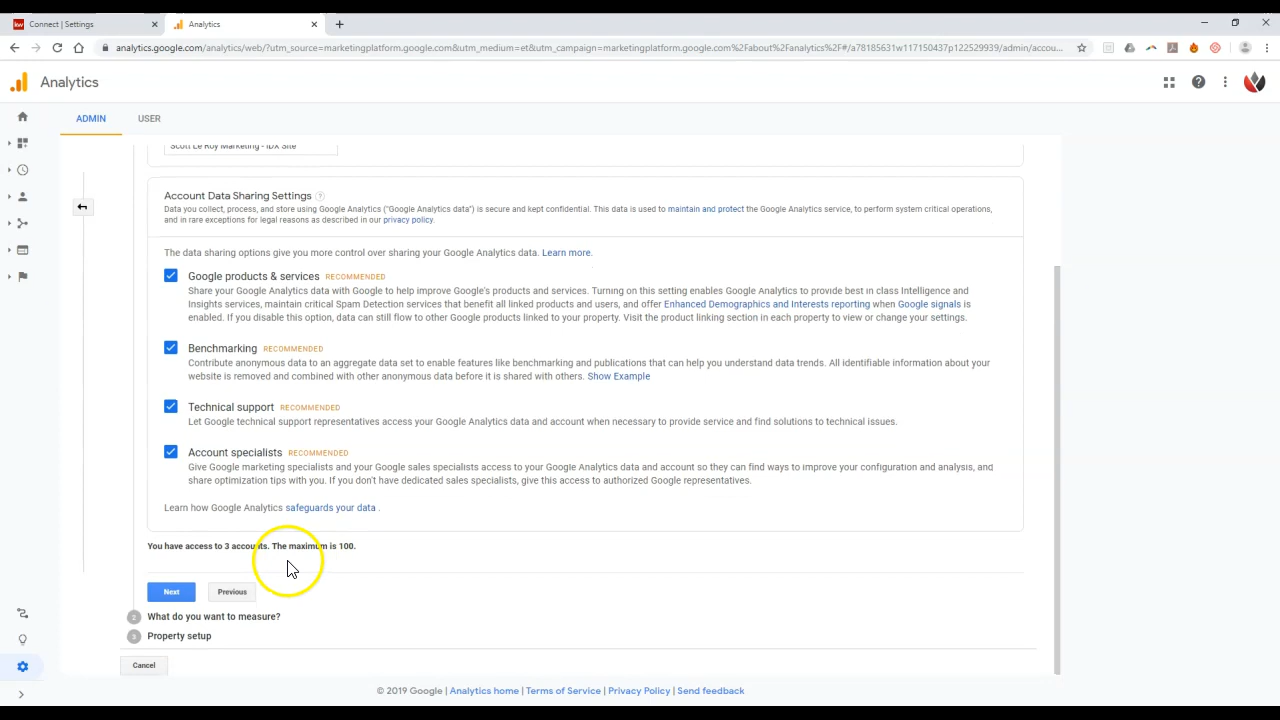 Connect | Settings
Analytics
analytics.google.com/analytics/web/?utm_source=marketingplatform.google.com&utm_medium=et&utm_campaign=marketingplatform.google.com%2Fabout%2Fanalytics%2F#/a78185631w117150437p122529939/admin/accou...
Analytics
ADMIN USER
Scott Le Roy Marketing - IDX Site
Account Data Sharing Settings ?
Data you collect, process, and store using Google Analytics ("Google Analytics data") is secure and kept confidential. This data is used to maintain and protect the Google Analytics service, to perform system critical operations,
and in rare exceptions for legal reasons as described in our privacy policy.
The data sharing options give you more control over sharing your Google Analytics data. Learn more.
Google products & services RECOMMENDED
Share your Google Analytics data with Google to help improve Google's products and services. Turning on this setting enables Google Analytics to provide best in class Intelligence and
Insights services, maintain critical Spam Detection services that benefit all linked products and users, and offer Enhanced Demographics and Interests reporting when Google signals is
enabled. If you disable this option, data can still flow to other Google products linked to your property. Visit the product linking section in each property to view or change your settings.
Benchmarking RECOMMENDED
Contribute anonymous data to an aggregate data set to enable features like benchmarking and publications that can help you understand data trends. All identifiable information about your
website is removed and combined with other anonymous data before it is shared with others. Show Example
Technical support RECOMMENDED
Let Google technical support representatives access your Google Analytics data and account when necessary to provide service and find solutions to technical issues.
Account specialists RECOMMENDED
Give Google marketing specialists and your Google sales specialists access to your Google Analytics data and account so they can find ways to improve your configuration and analysis, and
share optimization tips with you. If you don't have dedicated sales specialists, give this access to authorized Google representatives.
Learn how Google Analytics safeguards your data .
You have access to 3 accounts. The maximum is 100.
Next Previous
2 What do you want to measure?
3 Property setup
Cancel
© 2019 Google | Analytics home | Terms of Service | Privacy Policy | Send feedback